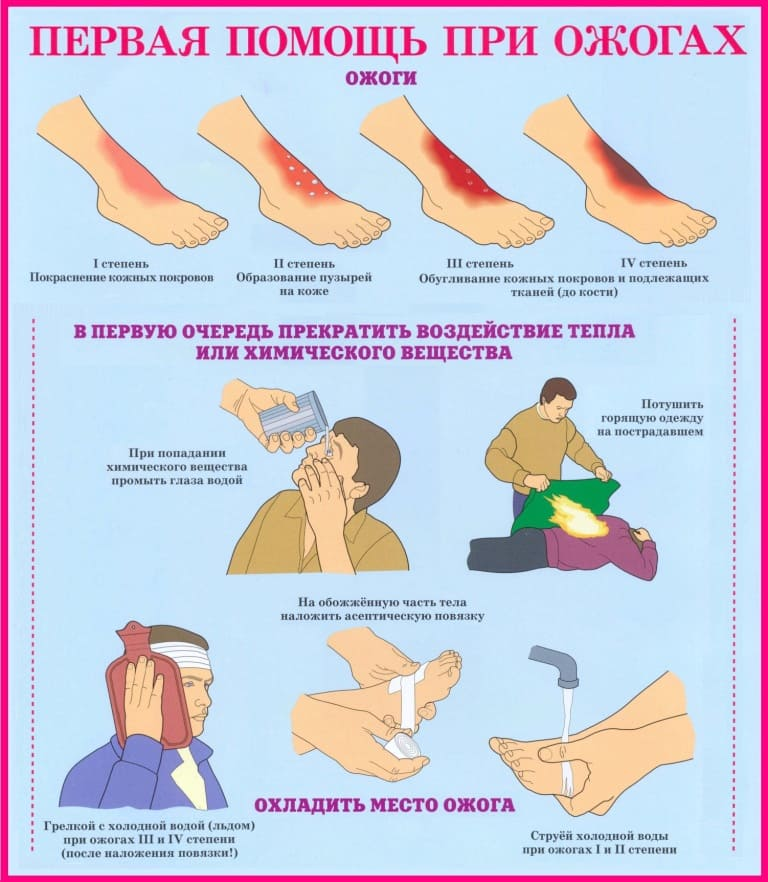 ПЕРВАЯ ПОМОЩЬ ПРИ ОЖОГАХ
ОЖОГИ
I степень
Покраснение кожных покровов
II степень
Образование пузырей
на коже
III степень
IV степень
Обугливание кожных покровов и подлежащих
тканей (до кости)
В ПЕРВУЮ ОЧЕРЕДЬ ПРЕКРАТИТЬ ВОЗДЕЙСТВИЕ ТЕПЛА
ИЛИ ХИМИЧЕСКОГО ВЕЩЕСТВА
При попадании
химического вещества
промыть глаза водой
Потушить
горящую одежду
на пострадавшем
На обожжённую часть тела
наложить асептическую повязку
ОХЛАДИТЬ МЕСТО ОЖОГА
Грелкой с холодной водой (льдом)
при ожогах III и IV степени
(после наложения повязки!)
Струёй холодной воды
при ожогах I и II степени